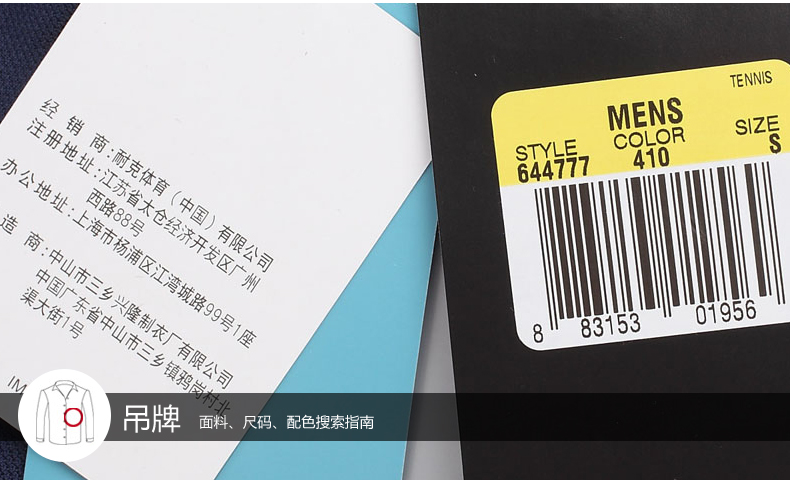 经 销 商:耐克体育(中国)有限公司
注册地址:江苏省太仓经济开发区广州
西路88号
办公地址:上海市杨浦区江湾城路99号1座
造 商:中山市三乡兴隆制衣厂有限公司
中国广东省中山市三乡镇鸦岗村北
渠大街1号
IM
TENNIS
MENS
STYLE COLOR SIZE
644777 410 S
8 83153 01956
吊牌 面料、尺码、配色搜索指南